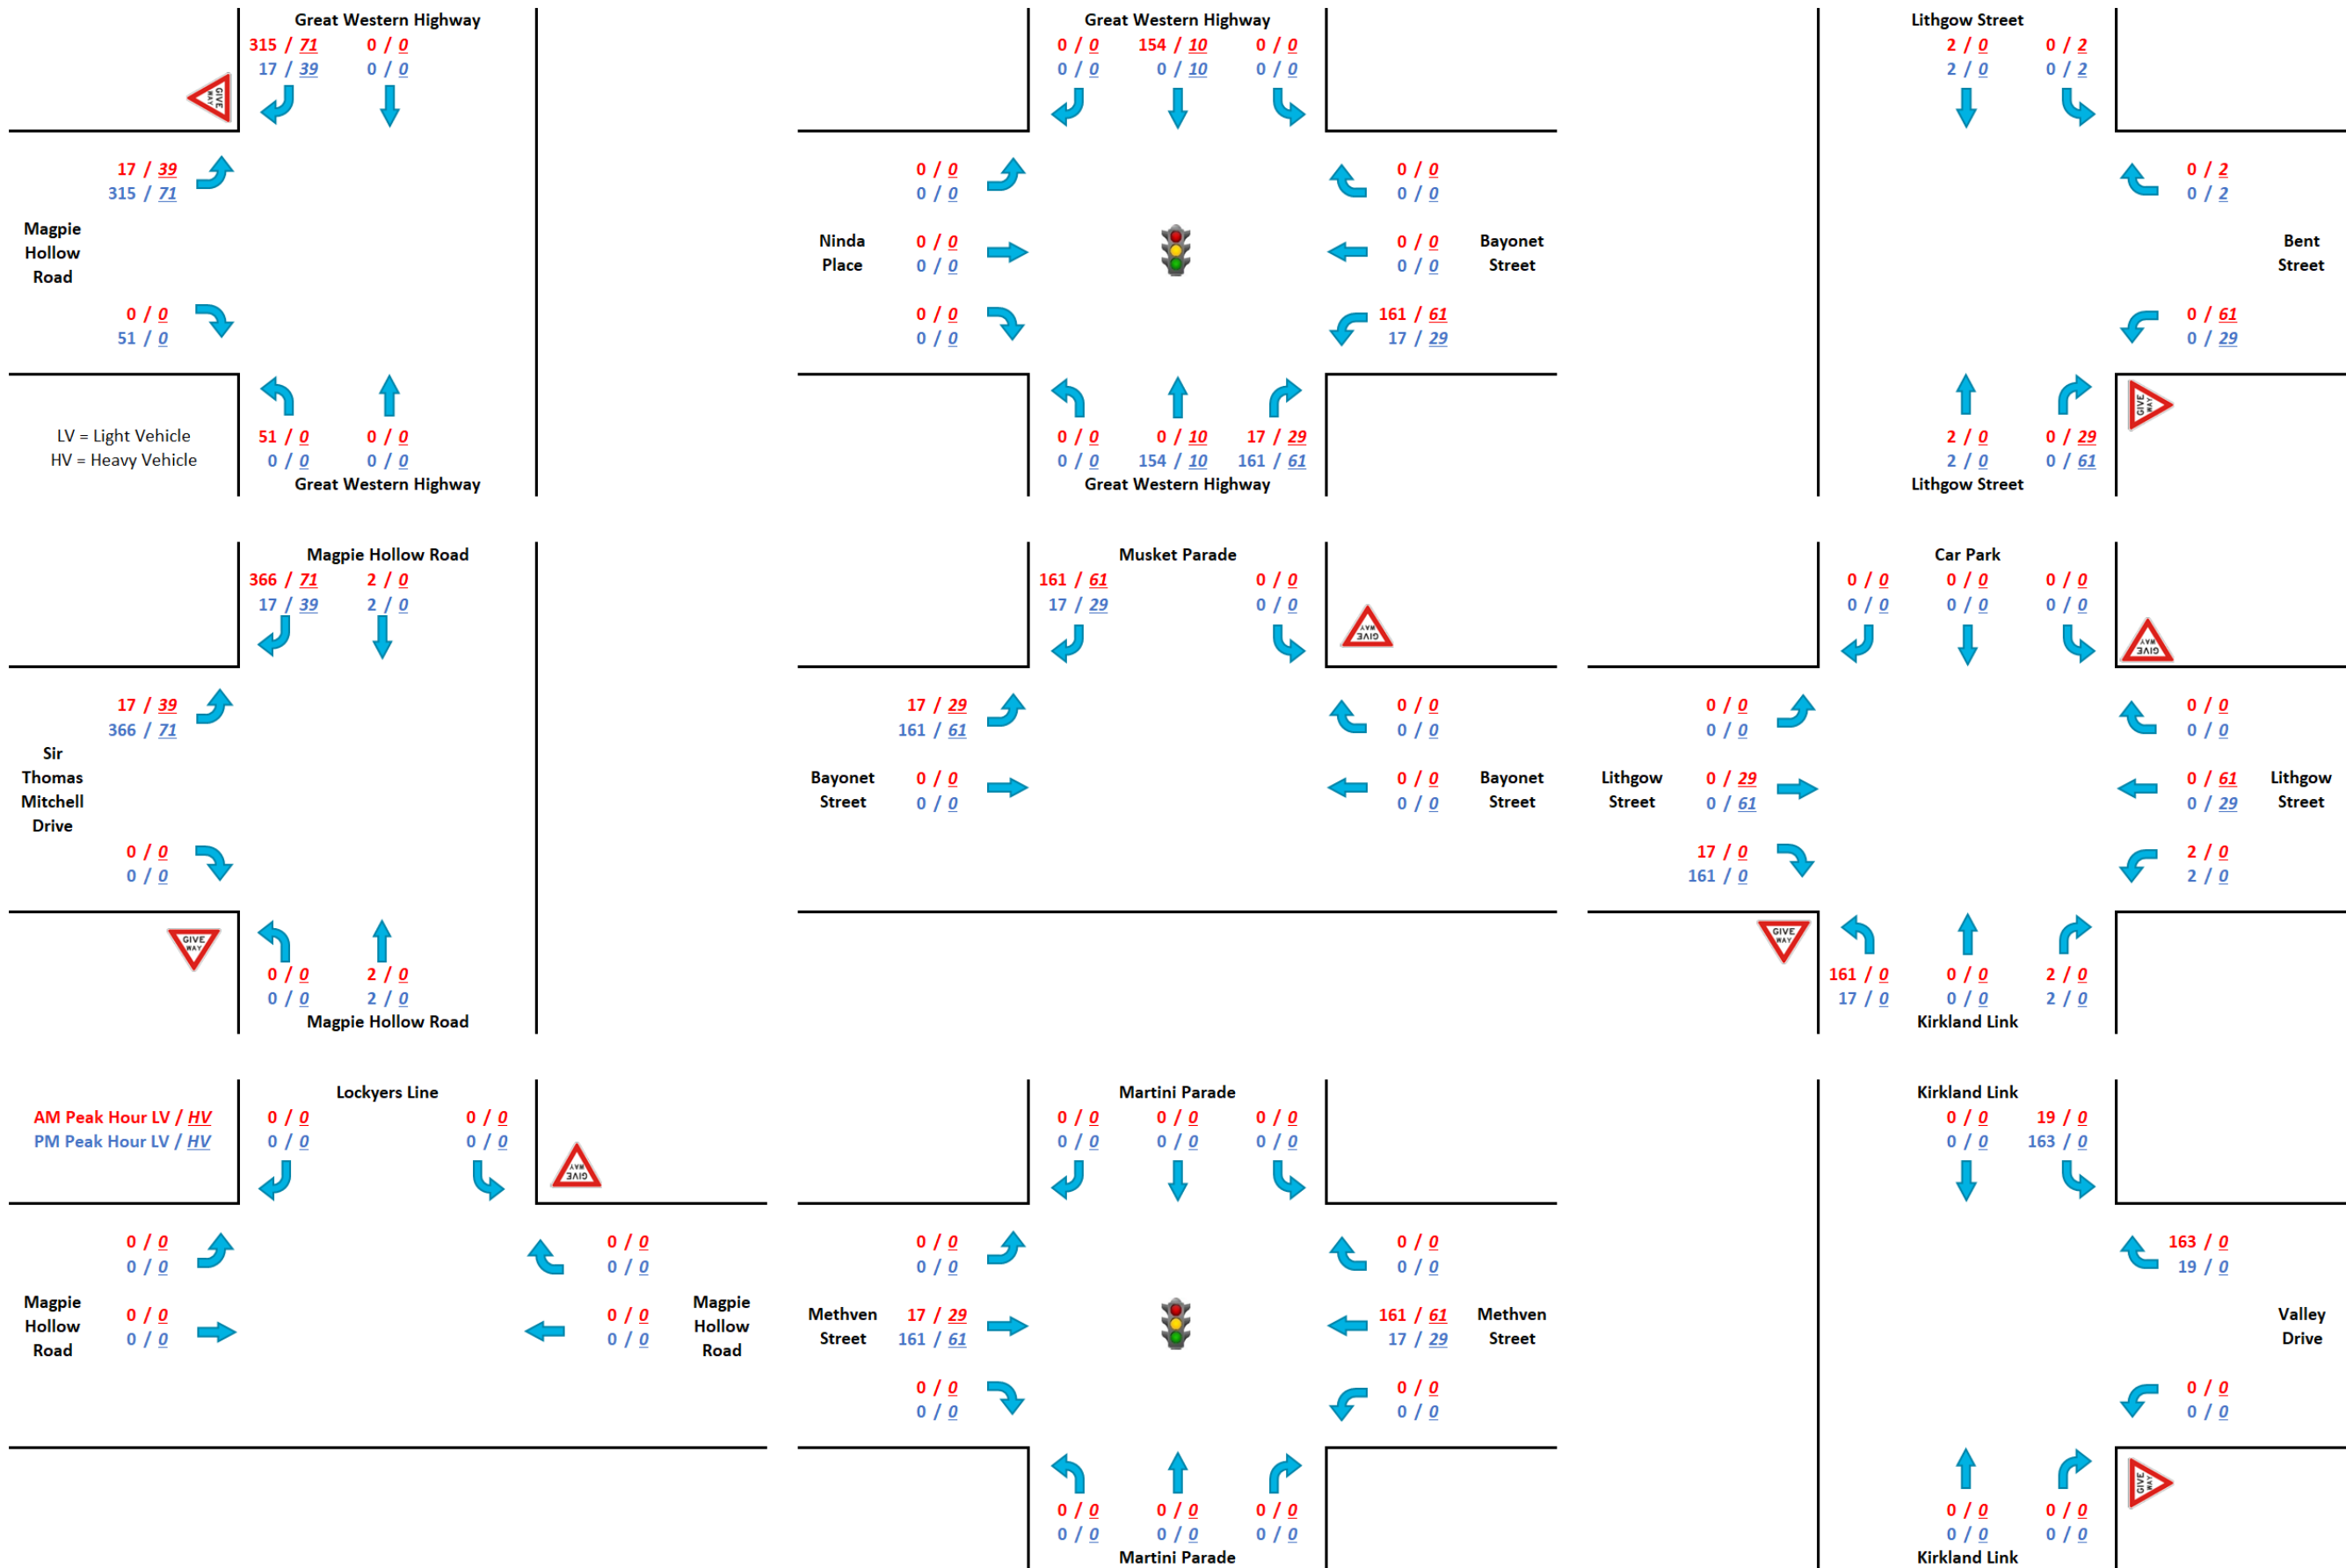 Great Western Highway
315 / 71 0 / 0
17 / 39 0 / 0
GIVE WAY
17 / 39
315 / 71
Magpie
Hollow
Road
0 / 0
51 / 0
LV = Light Vehicle
HV = Heavy Vehicle
51 / 0 0 / 0
0 / 0 0 / 0
Great Western Highway
Great Western Highway
0 / 0 154 / 10 0 / 0
0 / 0 0 / 10 0 / 0
0 / 0
0 / 0
Ninda
Place
0 / 0
0 / 0
0 / 0
0 / 0
0 / 0
0 / 0
0 / 0
0 / 0
Bayonet
Street
161 / 61
17 / 29
0 / 0 0 / 10 17 / 29
0 / 0 154 / 10 161 / 61
Great Western Highway
Lithgow Street
2 / 0 0 / 2
2 / 0 0 / 2
0 / 2
0 / 2
Bent
Street
0 / 61
0 / 29
GIVE WAY
2 / 0 0 / 29
2 / 0 0 / 61
Lithgow Street
Magpie Hollow Road
366 / 71 2 / 0
17 / 39 2 / 0
17 / 39
366 / 71
Sir
Thomas
Mitchell
Drive
0 / 0
0 / 0
GIVE
WAY
0 / 0 2 / 0
0 / 0 2 / 0
Magpie Hollow Road
Musket Parade
161 / 61 0 / 0
17 / 29 0 / 0
GIVE
WAY
17 / 29
161 / 61
Bayonet
Street
0 / 0
0 / 0
0 / 0
0 / 0
0 / 0
0 / 0
Bayonet
Street
Car Park
0 / 0 0 / 0 0 / 0
0 / 0 0 / 0 0 / 0
GIVE
WAY
0 / 0
0 / 0
Lithgow
Street
0 / 29
0 / 61
17 / 0
161 / 0
0 / 0
0 / 0
0 / 61
0 / 29
Lithgow
Street
2 / 0
2 / 0
GIVE
WAY
161 / 0 0 / 0 2 / 0
17 / 0 0 / 0 2 / 0
Kirkland Link
AM Peak Hour LV / HV
PM Peak Hour LV / HV
Lockyers Line
0 / 0 0 / 0
0 / 0 0 / 0
GIVE
WAY
0 / 0
0 / 0
Magpie
Hollow
Road
0 / 0
0 / 0
0 / 0
0 / 0
0 / 0
0 / 0
Magpie
Hollow
Road
Martini Parade
0 / 0 0 / 0 0 / 0
0 / 0 0 / 0 0 / 0
0 / 0
0 / 0
Methven
Street
17 / 29
161 / 61
0 / 0
0 / 0
0 / 0
0 / 0
161 / 61
17 / 29
Methven
Street
0 / 0
0 / 0
0 / 0 0 / 0 0 / 0
0 / 0 0 / 0 0 / 0
Martini Parade
Kirkland Link
0 / 0 19 / 0
0 / 0 163 / 0
163 / 0
19 / 0
Valley
Drive
0 / 0
0 / 0
GIVE WAY
0 / 0 0 / 0
0 / 0 0 / 0
Kirkland Link